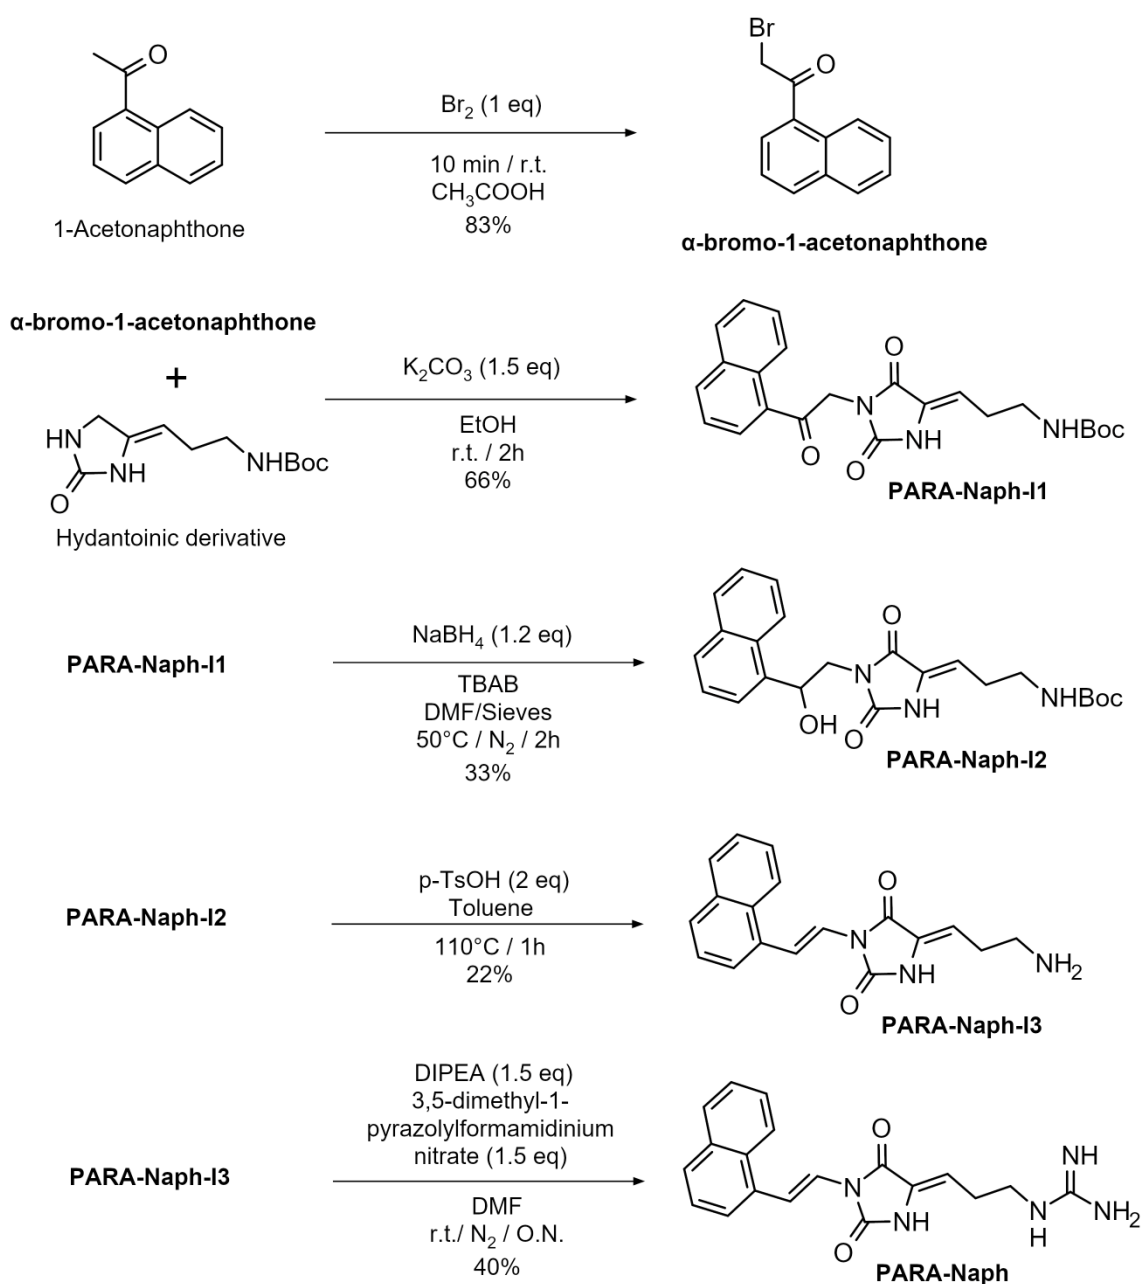 Br
O
O
Br2 (1 eq)
10 min / r.t.
CH3COOH
83%
1-Acetonaphthone
α-bromo-1-acetonaphthone
α-bromo-1-acetonaphthone
+
HN
NH
O
NHBoc
Hydantoinic derivative
K2CO3 (1.5 eq)
EtOH
r.t. / 2h
66%
O
N
NH
O
O
NHBoc
PARA-Naph-I1
PARA-Naph-I1
NaBH4 (1.2 eq)
TBAB
DMF/Sieves
50°C / N2 / 2h
33%
O
N
NH
OH
O
NHBoc
PARA-Naph-I2
PARA-Naph-I2
p-TsOH (2 eq)
Toluene
110°C / 1h
22%
O
N
NH
O
NH2
PARA-Naph-I3
PARA-Naph-I3
DIPEA (1.5 eq)
3,5-dimethyl-1-
pyrazolylformamidinium
nitrate (1.5 eq)
DMF
r.t./ N2 / O.N.
40%
O
N
NH
O
NH
N
H
NH2
PARA-Naph